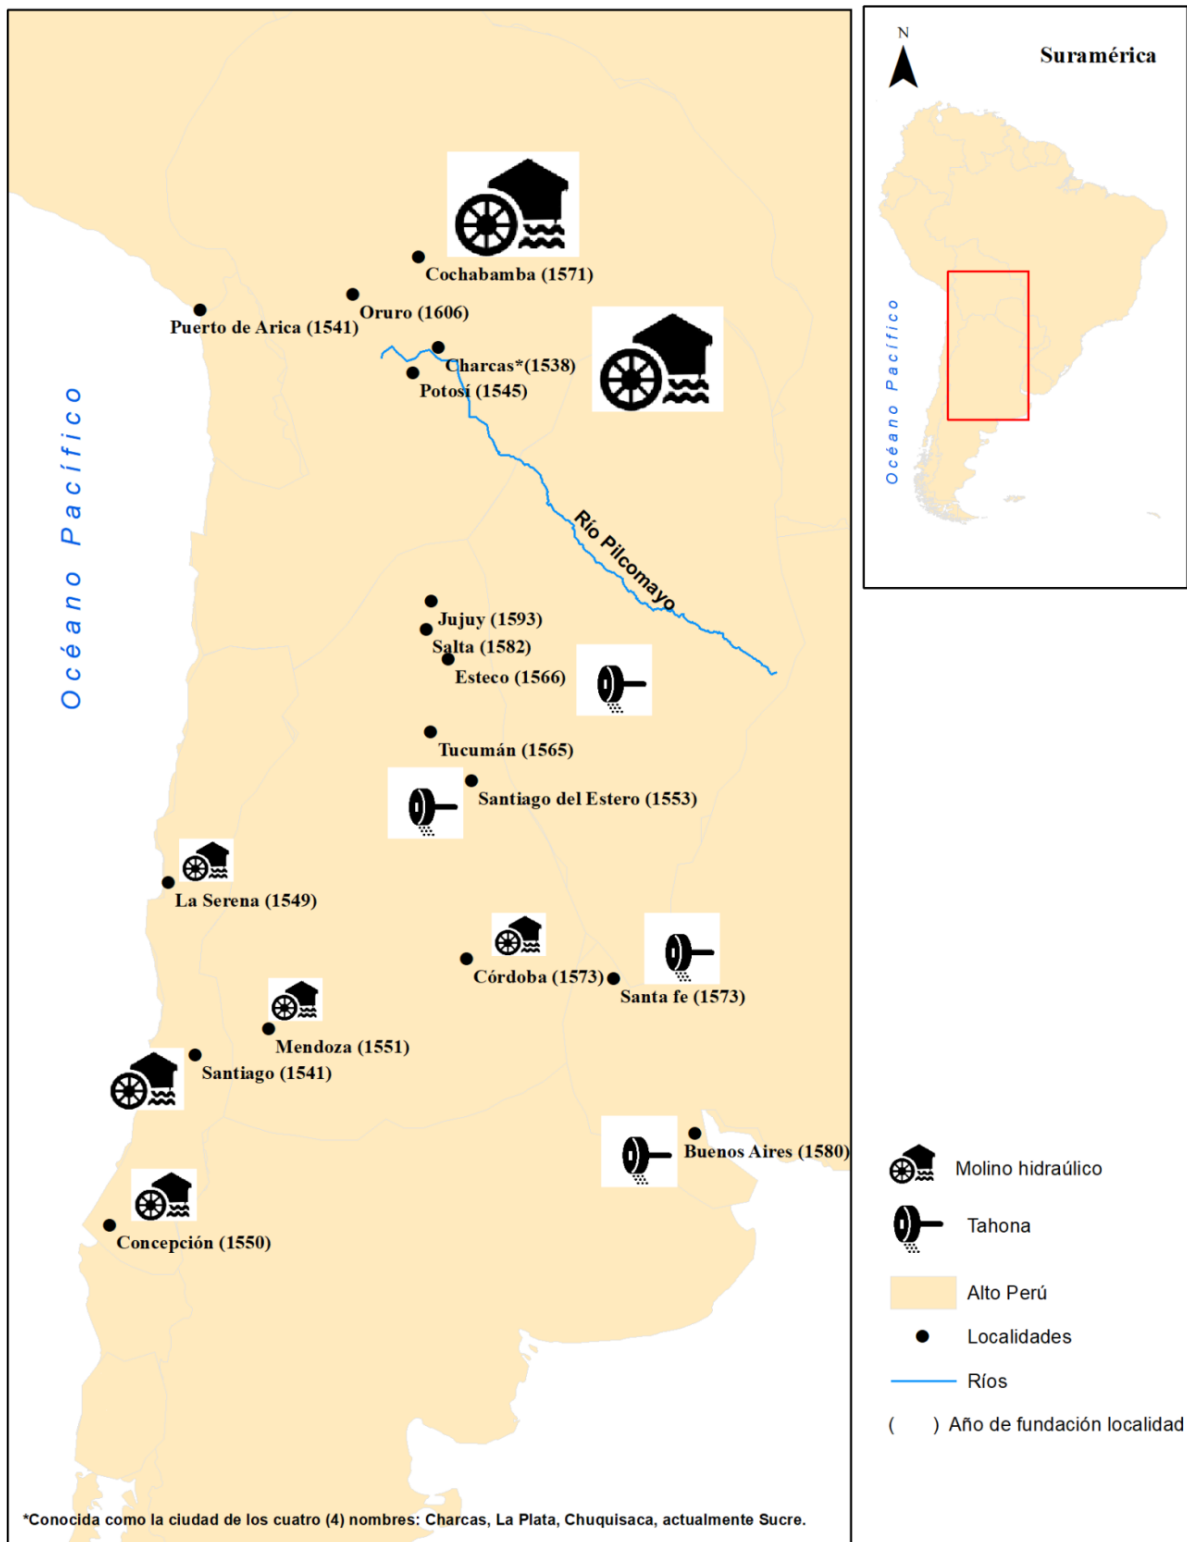 N
Suramérica
Océano Pacífico
Cochabamba (1571)
Oruro (1606)
Puerto de Arica (1541)
Charcas*(1538)
Potosí (1545)
Océano Pacífico
Río Pilcomayo
Jujuy (1593)
Salta (1582)
Esteco (1566)
Tucumán (1565)
Santiago del Estero (1553)
La Serena (1549)
Córdoba (1573)
Santa fe (1573)
Mendoza (1551)
Santiago (1541)
Buenos Aires (1580)
Concepción (1550)
Molino hidraúlico
Tahona
Alto Perú
Localidades
Ríos
( ) Año de fundación localidad
*Conocida como la ciudad de los cuatro (4) nombres: Charcas, La Plata, Chuquisaca, actualmente Sucre.